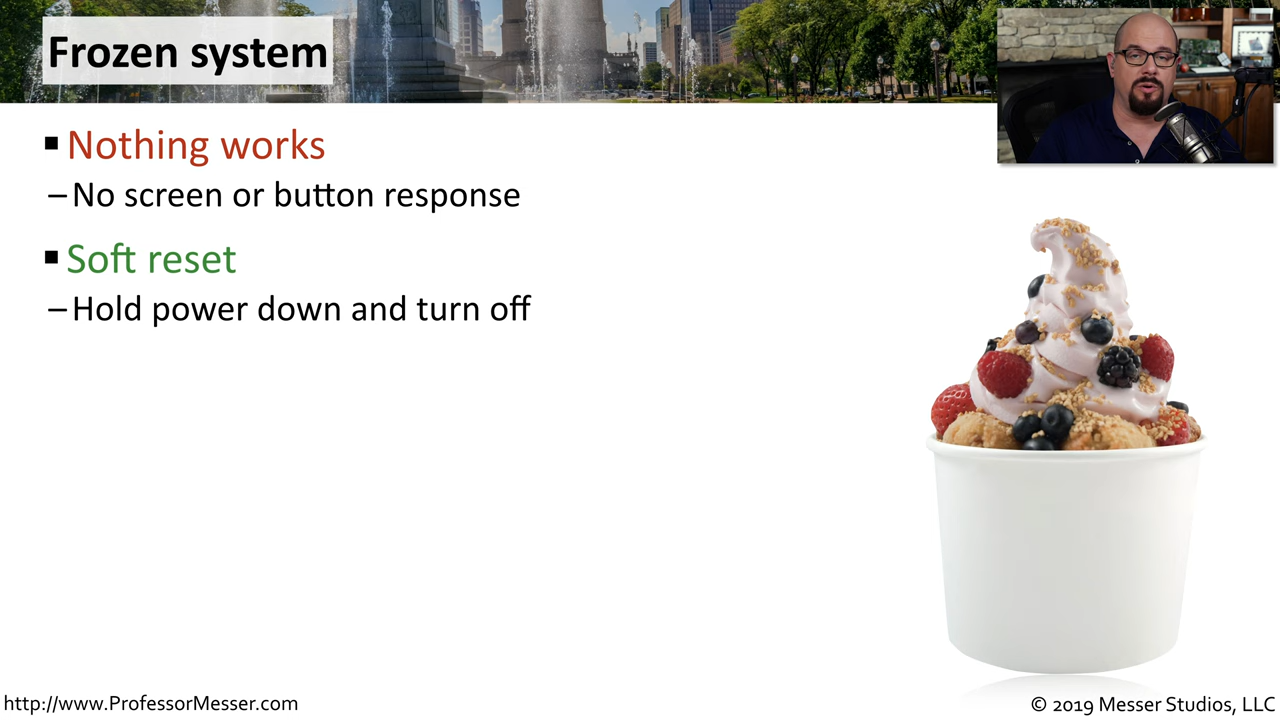 Frozen system
▪ Nothing works
– No screen or button response
▪ Soft reset
– Hold power down and turn off
http://www.ProfessorMesser.com
© 2019 Messer Studios, LLC